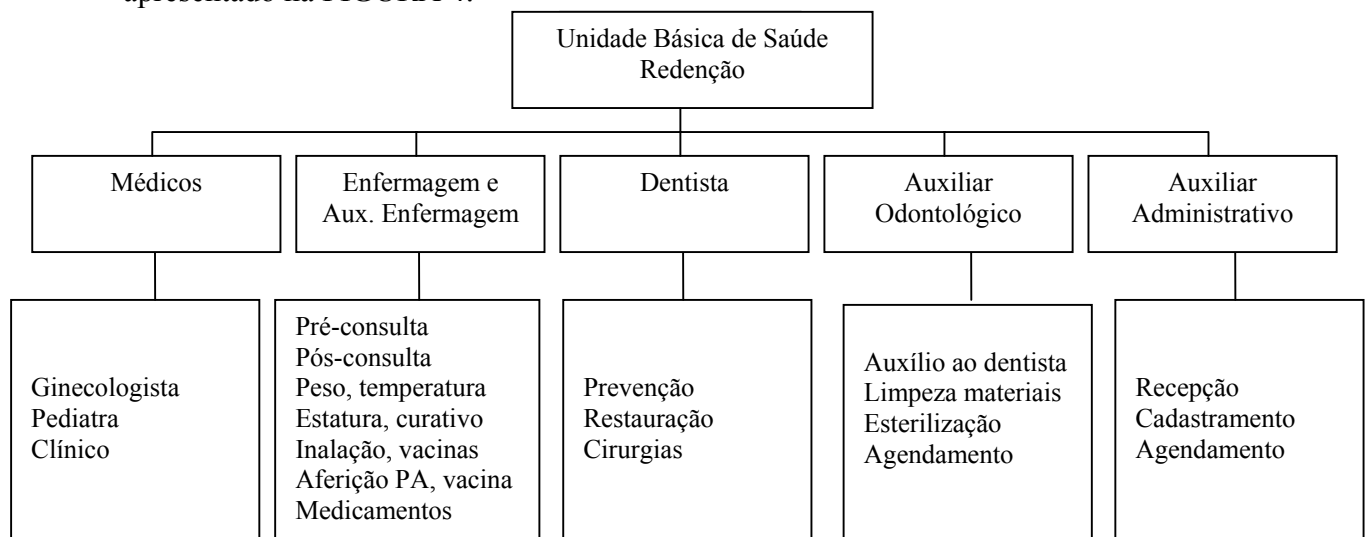 apresentado na FIGURA 4.
Unidade Básica de Saúde
Redenção
Médicos
Enfermagem e
Aux. Enfermagem
Dentista
Auxiliar
Odontológico
Auxiliar
Administrativo
Ginecologista
Pediatra
Clínico
Pré-consulta
Pós-consulta
Peso, temperatura
Estatura, curativo
Inalação, vacinas
Aferição PA, vacina
Medicamentos
Prevenção
Restauração
Cirurgias
Auxílio ao dentista
Limpeza materiais
Esterilização
Agendamento
Recepção
Cadastramento
Agendamento